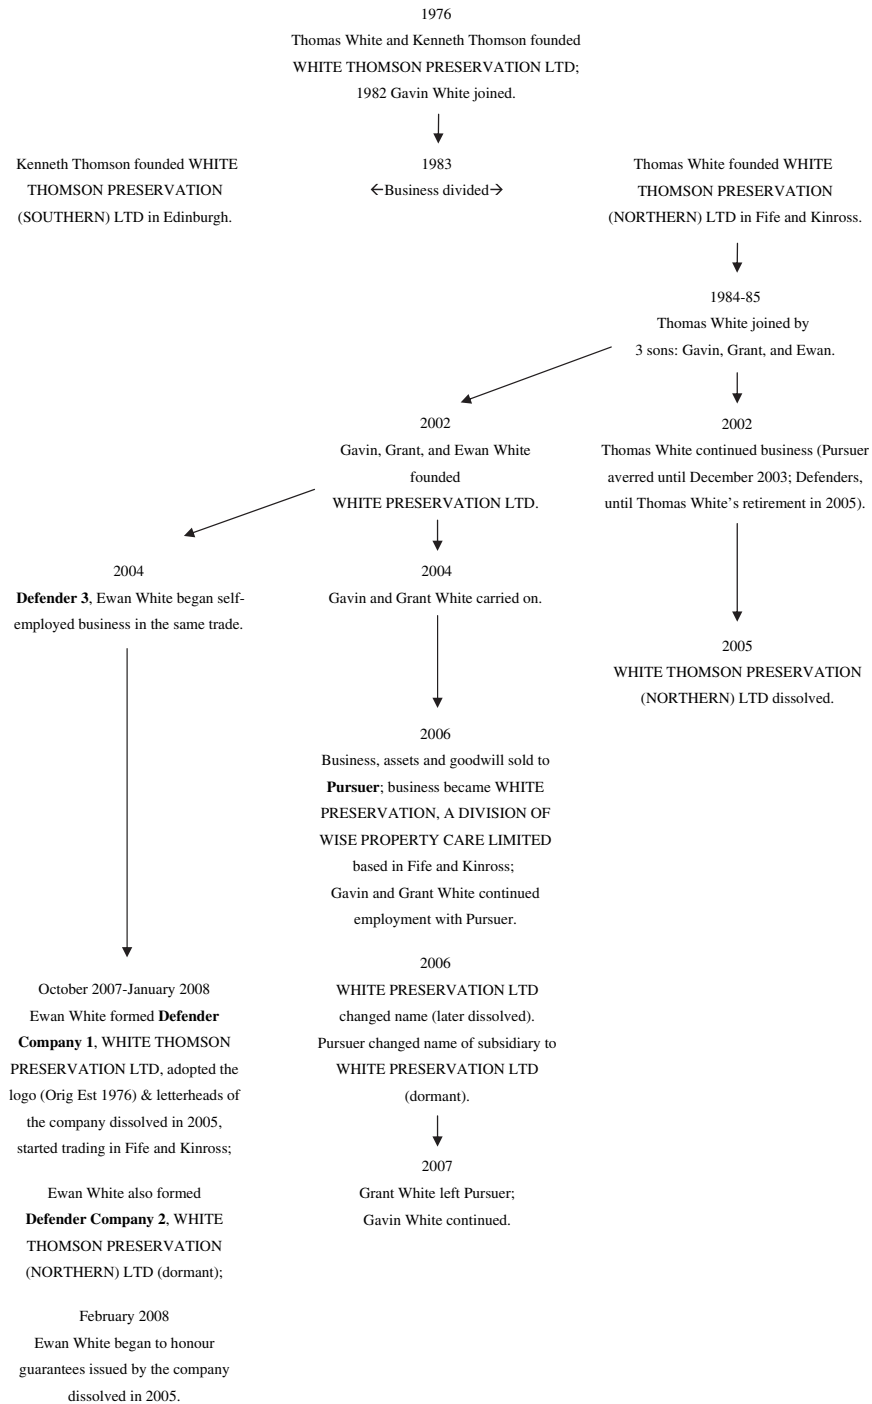 1976
Thomas White and Kenneth Thomson founded
WHITE THOMSON PRESERVATION LTD;
1982 Gavin White joined.
Kenneth Thomson founded WHITE
THOMSON PRESERVATION
(SOUTHERN) LTD in Edinburgh.
1983
←Business divided→
Thomas White founded WHITE
THOMSON PRESERVATION
(NORTHERN) LTD in Fife and Kinross.
1984-85
Thomas White joined by
3 sons: Gavin, Grant, and Ewan.
2002
Gavin, Grant, and Ewan White
founded
WHITE PRESERVATION LTD.
2002
Thomas White continued business (Pursuer
averred until December 2003; Defenders,
until Thomas White's retirement in 2005).
2004
Defender 3, Ewan White began self-
employed business in the same trade.
2004
Gavin and Grant White carried on.
2005
WHITE THOMSON PRESERVATION
(NORTHERN) LTD dissolved.
2006
Business, assets and goodwill sold to
Pursuer; business became WHITE
PRESERVATION, A DIVISION OF
WISE PROPERTY CARE LIMITED
based in Fife and Kinross;
Gavin and Grant White continued
employment with Pursuer.
2006
WHITE PRESERVATION LTD
changed name (later dissolved).
Pursuer changed name of subsidiary to
WHITE PRESERVATION LTD
(dormant).
2007
Grant White left Pursuer;
Gavin White continued.
October 2007-January 2008
Ewan White formed Defender
Company 1, WHITE THOMSON
PRESERVATION LTD, adopted the
logo (Orig Est 1976) & letterheads of
the company dissolved in 2005,
started trading in Fife and Kinross;
Ewan White also formed
Defender Company 2, WHITE
THOMSON PRESERVATION
(NORTHERN) LTD (dormant);
February 2008
Ewan White began to honour
guarantees issued by the company
dissolved in 2005.